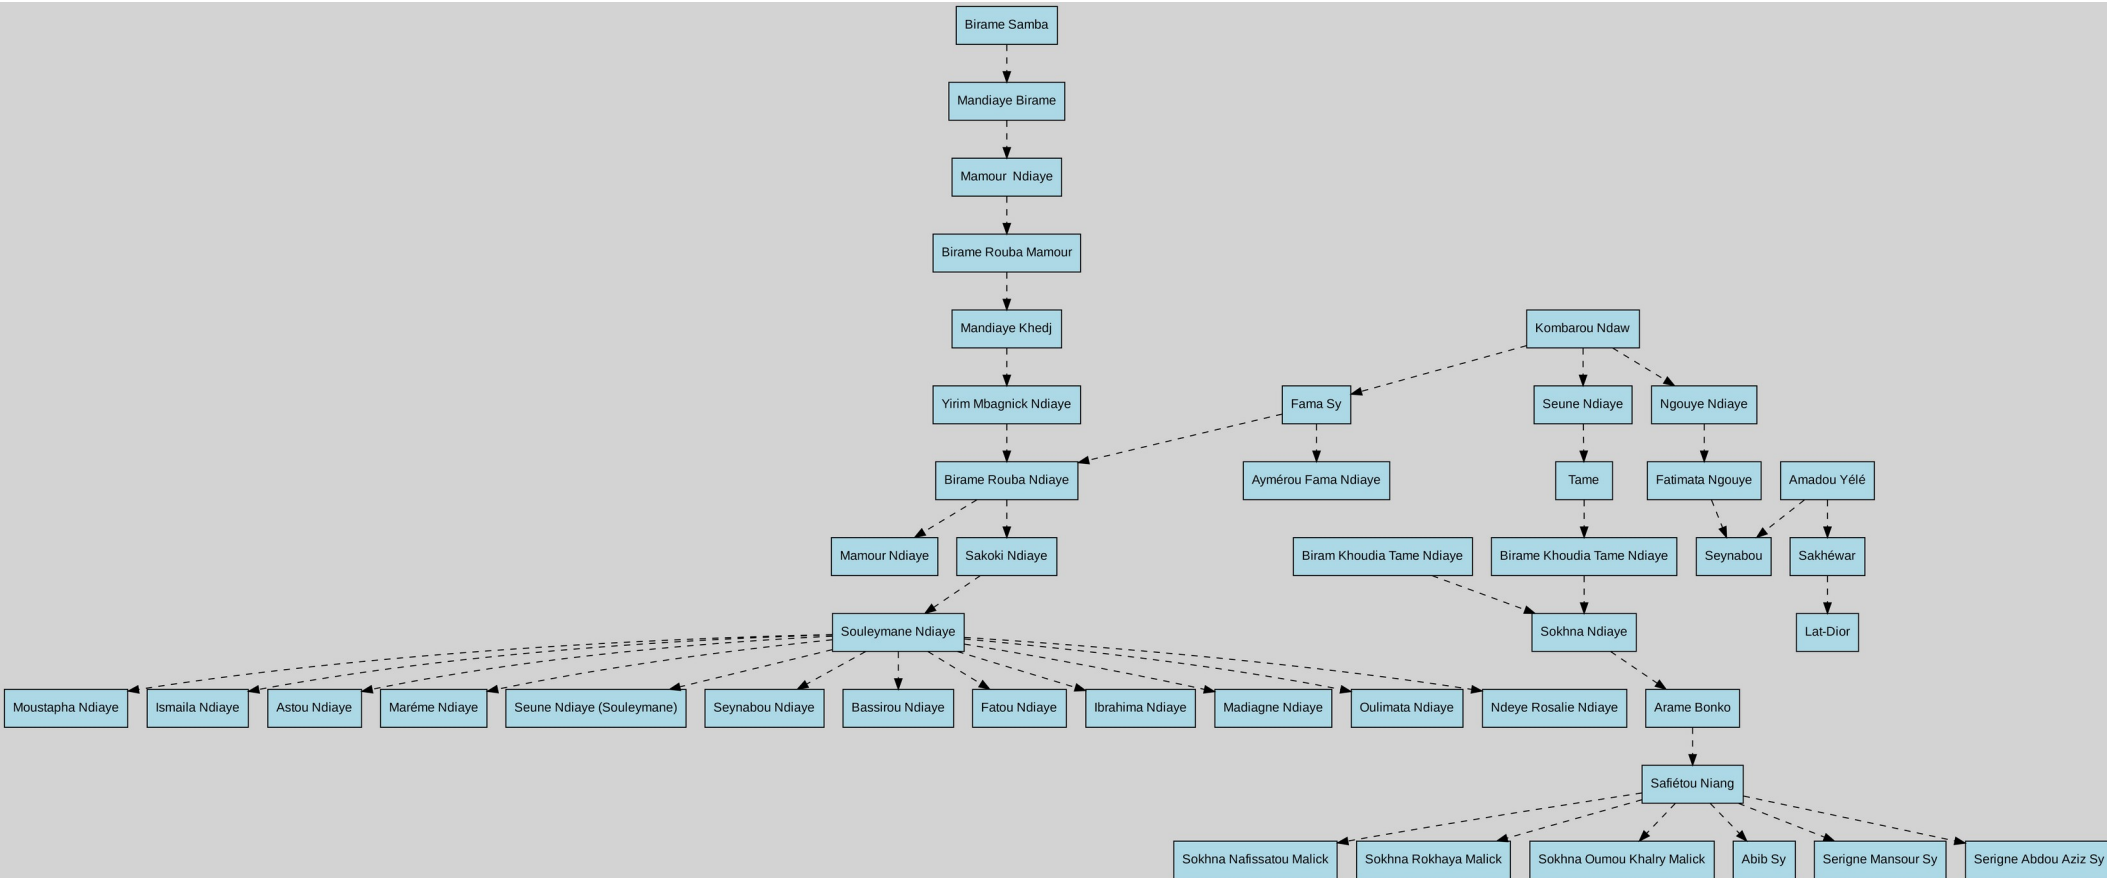 Birame Samba
Mandiaye Birame
Mamour  Ndiaye
Birame Rouba Mamour
Mandiaye Khedj
Kombarou Ndaw
Yirim Mbagnick Ndiaye
Fama Sy
Seune Ndiaye
Ngouye Ndiaye
Birame Rouba Ndiaye
Aymérou Fama Ndiaye
Tame
Fatimata Ngouye
Amadou Yélé
Mamour Ndiaye
Sakoki Ndiaye
Biram Khoudia Tame Ndiaye
Birame Khoudia Tame Ndiaye
Seynabou
Sakhéwar
Souleymane Ndiaye
Sokhna Ndiaye
Lat-Dior
Moustapha Ndiaye
Ismaila Ndiaye
Astou Ndiaye
Maréme Ndiaye
Seune Ndiaye (Souleymane)
Seynabou Ndiaye
Bassirou Ndiaye
Fatou Ndiaye
Ibrahima Ndiaye
Madiagne Ndiaye
Oulimata Ndiaye
Ndeye Rosalie Ndiaye
Arame Bonko
Safiétou Niang
Sokhna Nafissatou Malick
Sokhna Rokhaya Malick
Sokhna Oumou Khalry Malick
Abib Sy
Serigne Mansour Sy
Serigne Abdou Aziz Sy